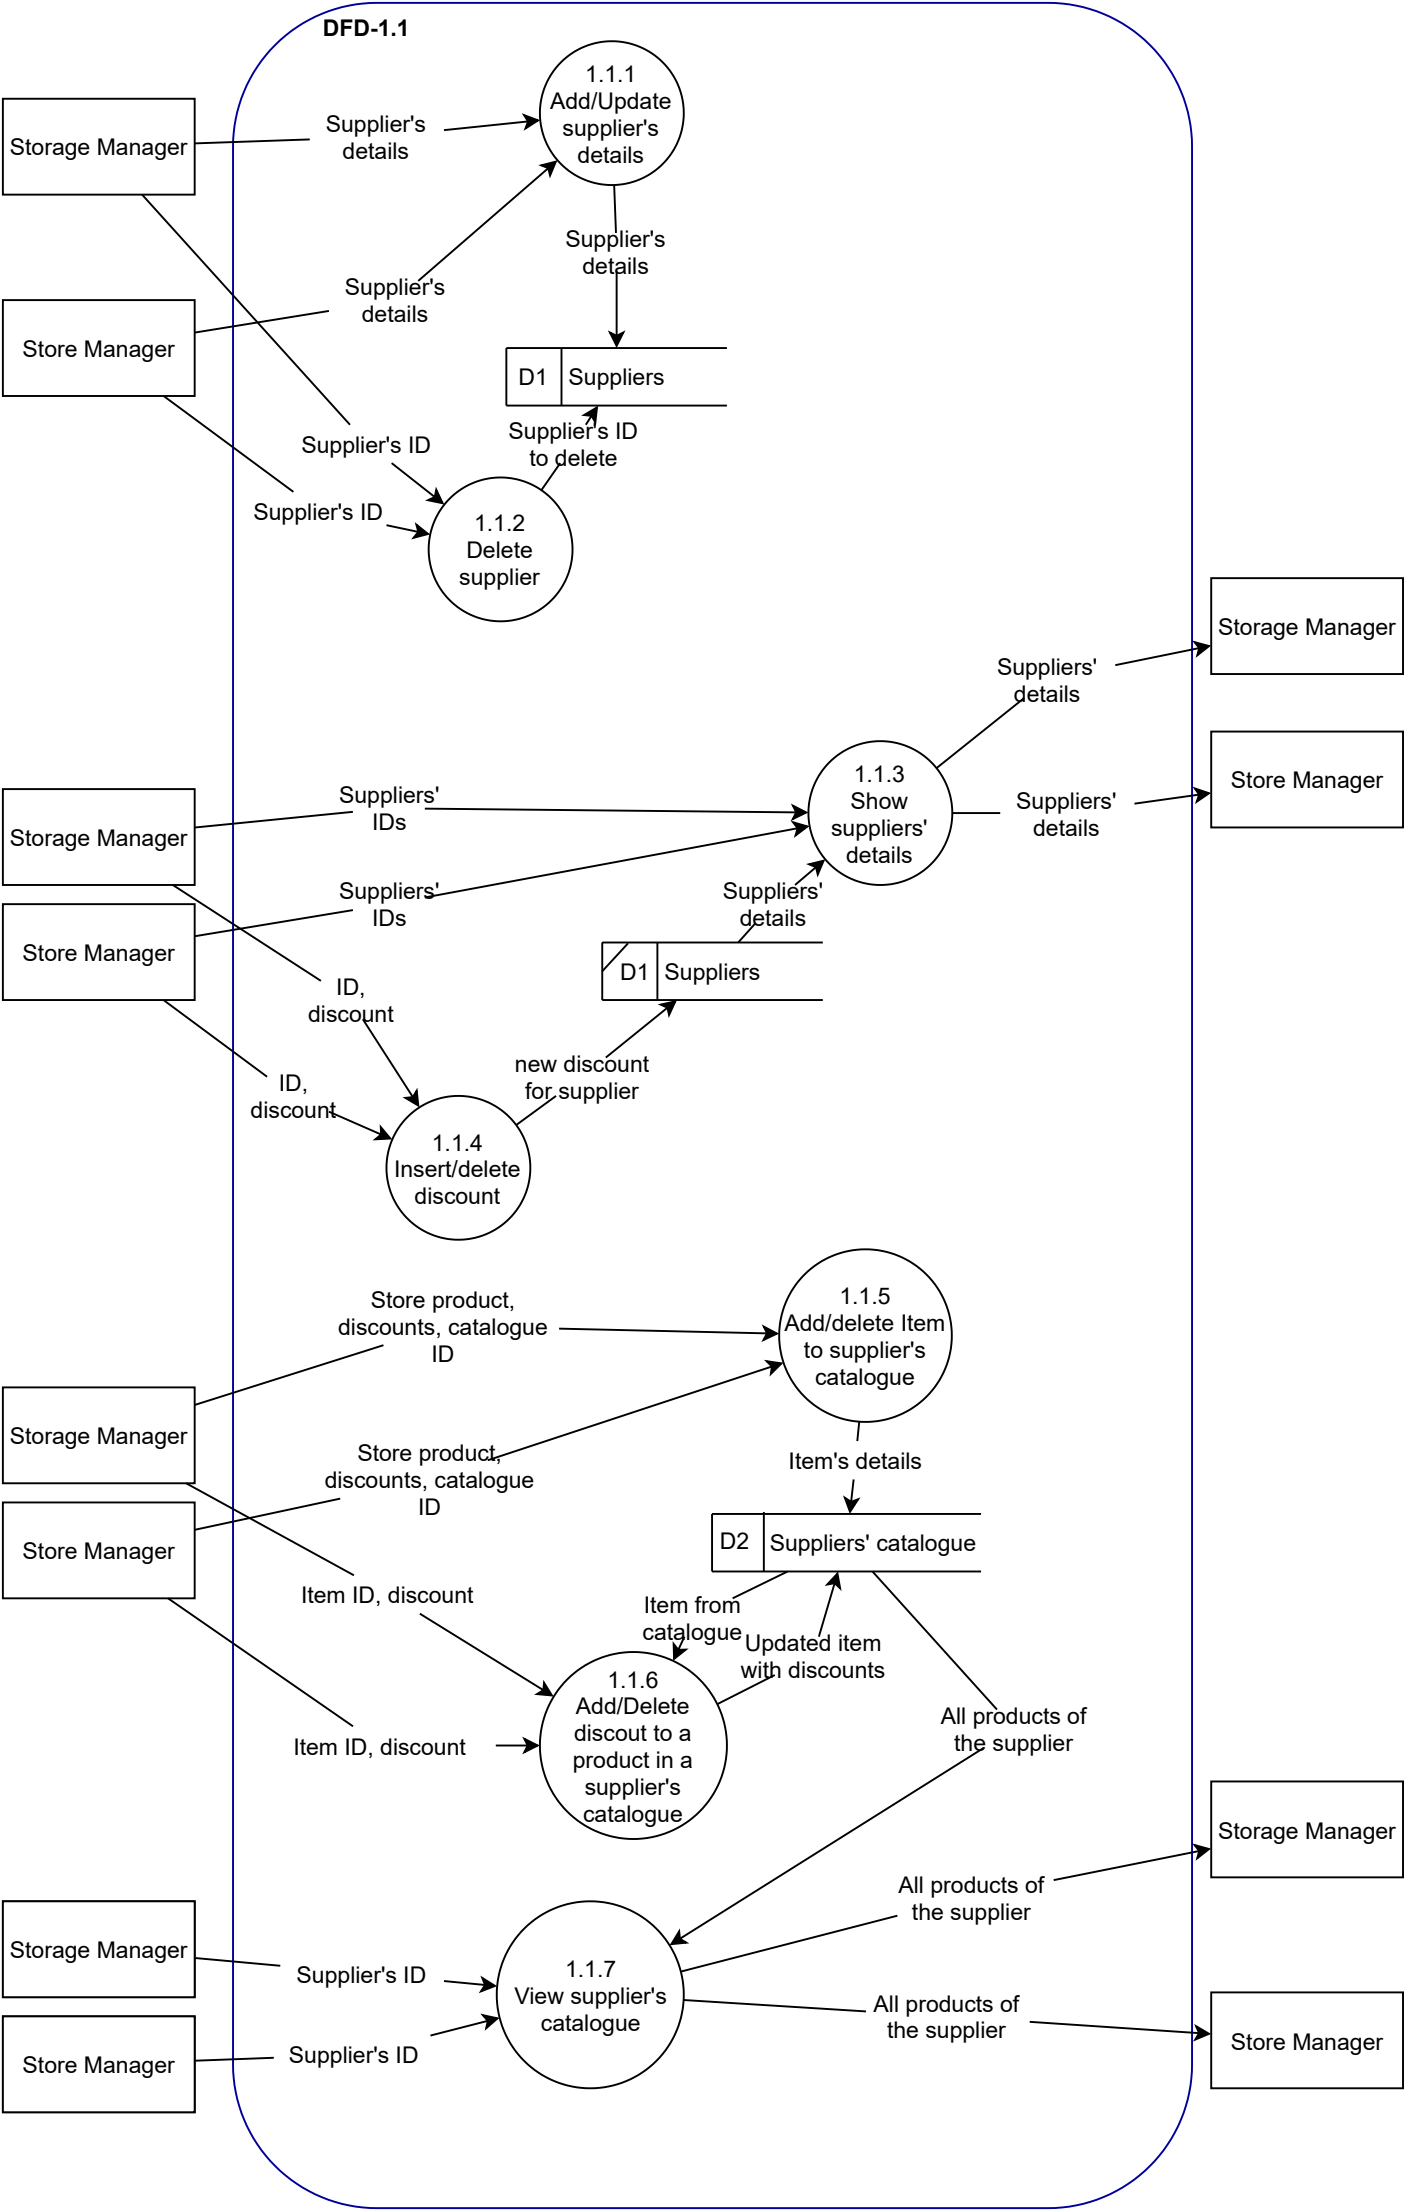 DFD-1.1
1.1.1
Add/Update
supplier's
details
Storage Manager
Supplier's
details
Supplier's
details
Supplier's
details
Store Manager
D1
Suppliers
Supplier's ID
Supplier's ID
to delete
Supplier's ID
1.1.2
Delete
supplier
Storage Manager
Suppliers'
details
Store Manager
1.1.3
Show
suppliers'
details
Suppliers'
details
Suppliers'
IDs
Storage Manager
Suppliers'
IDs
Suppliers'
details
Store Manager
D1
Suppliers
ID,
discount
new discount
for supplier
ID,
discount
1.1.4
Insert/delete
discount
1.1.5
Add/delete Item
to supplier's
catalogue
Store product,
discounts, catalogue
ID
Storage Manager
Store product,
discounts, catalogue
ID
Item's details
Store Manager
D2
Suppliers' catalogue
Item ID, discount
Item from
catalogue
Updated item
with discounts
1.1.6
Add/Delete
discout to a
product in a
supplier's
catalogue
Item ID, discount
All products of
the supplier
Storage Manager
All products of
the supplier
Storage Manager
Supplier's ID
1.1.7
View supplier's
catalogue
All products of
the supplier
Store Manager
Supplier's ID
Store Manager